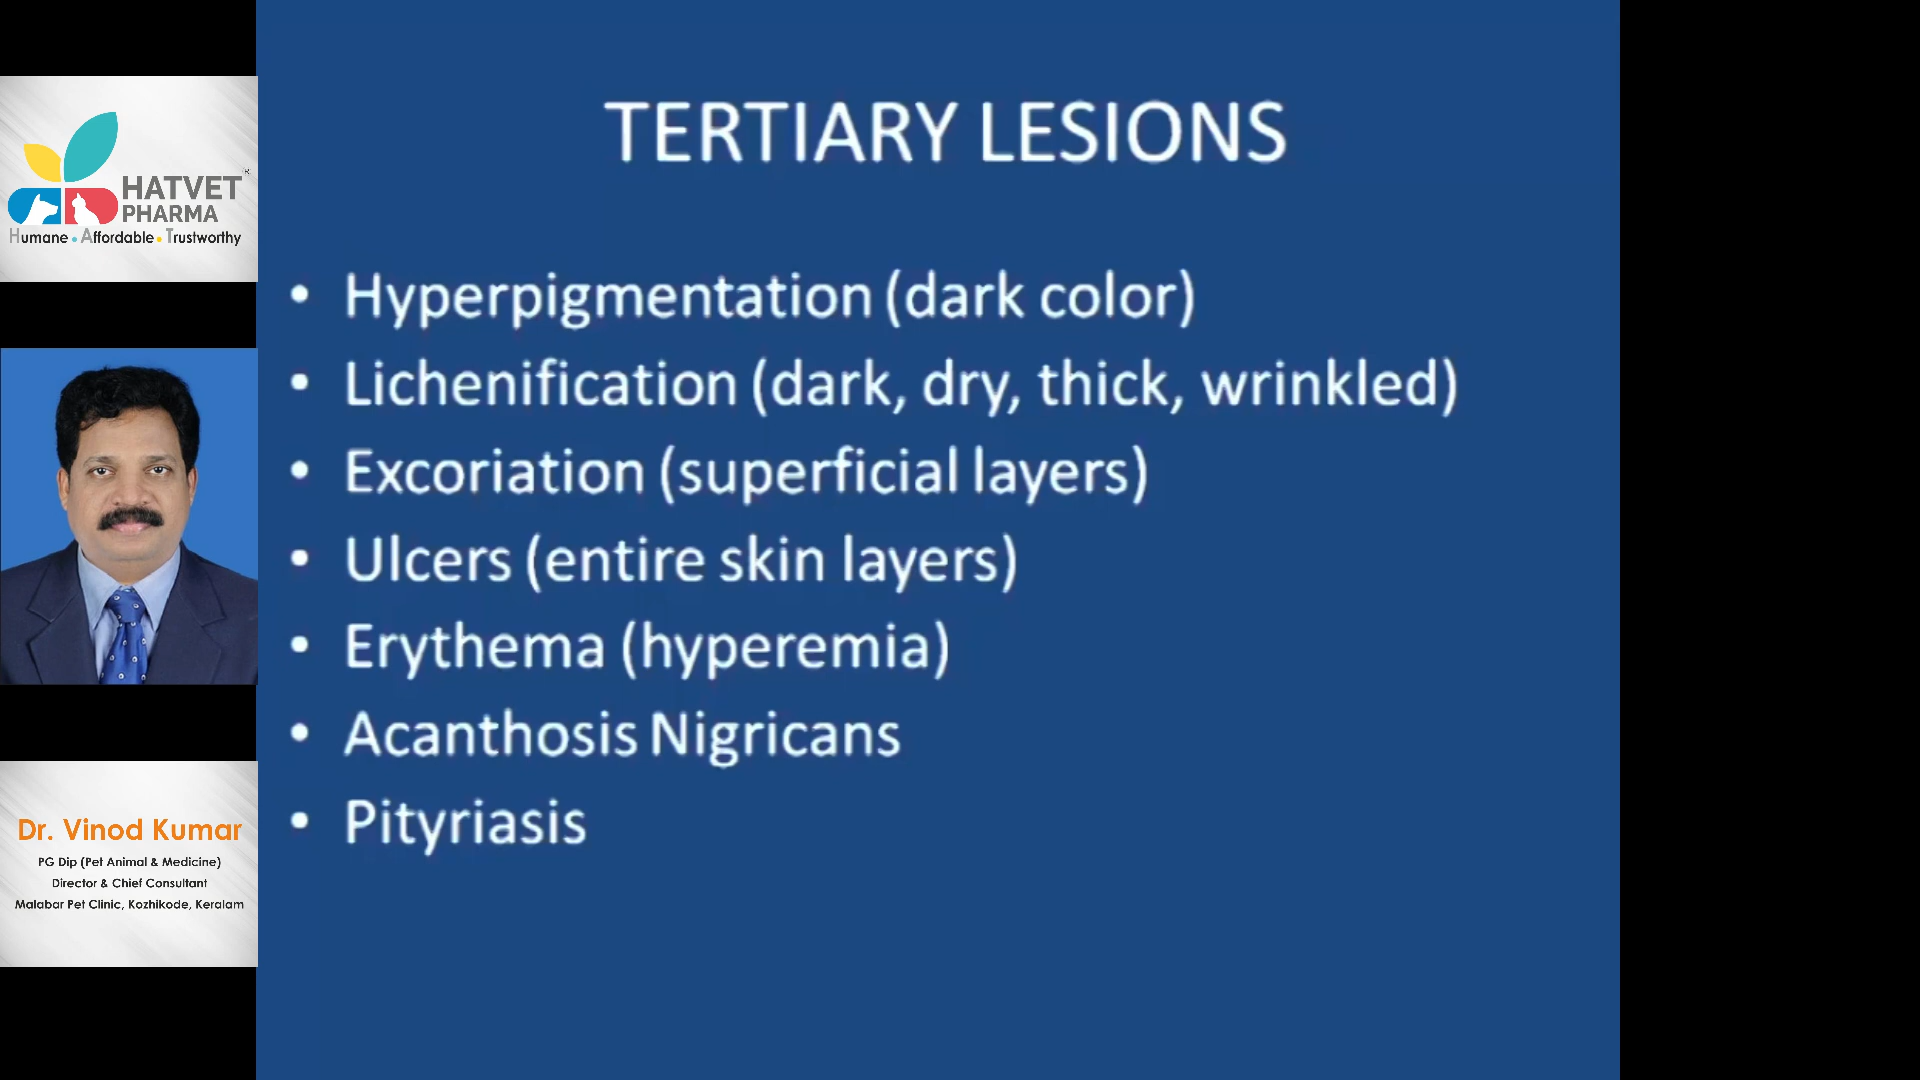 HATVET®
PHARMA
Humane • Affordable • Trustworthy
Dr. Vinod Kumar
PG Dip (Pet Animal & Medicine)
Director & Chief Consultant
Malabar Pet Clinic, Kozhikode, Keralam
TERTIARY LESIONS
• Hyperpigmentation (dark color)
• Lichenification (dark, dry, thick, wrinkled)
• Excoriation (superficial layers)
• Ulcers (entire skin layers)
• Erythema (hyperemia)
• Acanthosis Nigricans
• Pityriasis